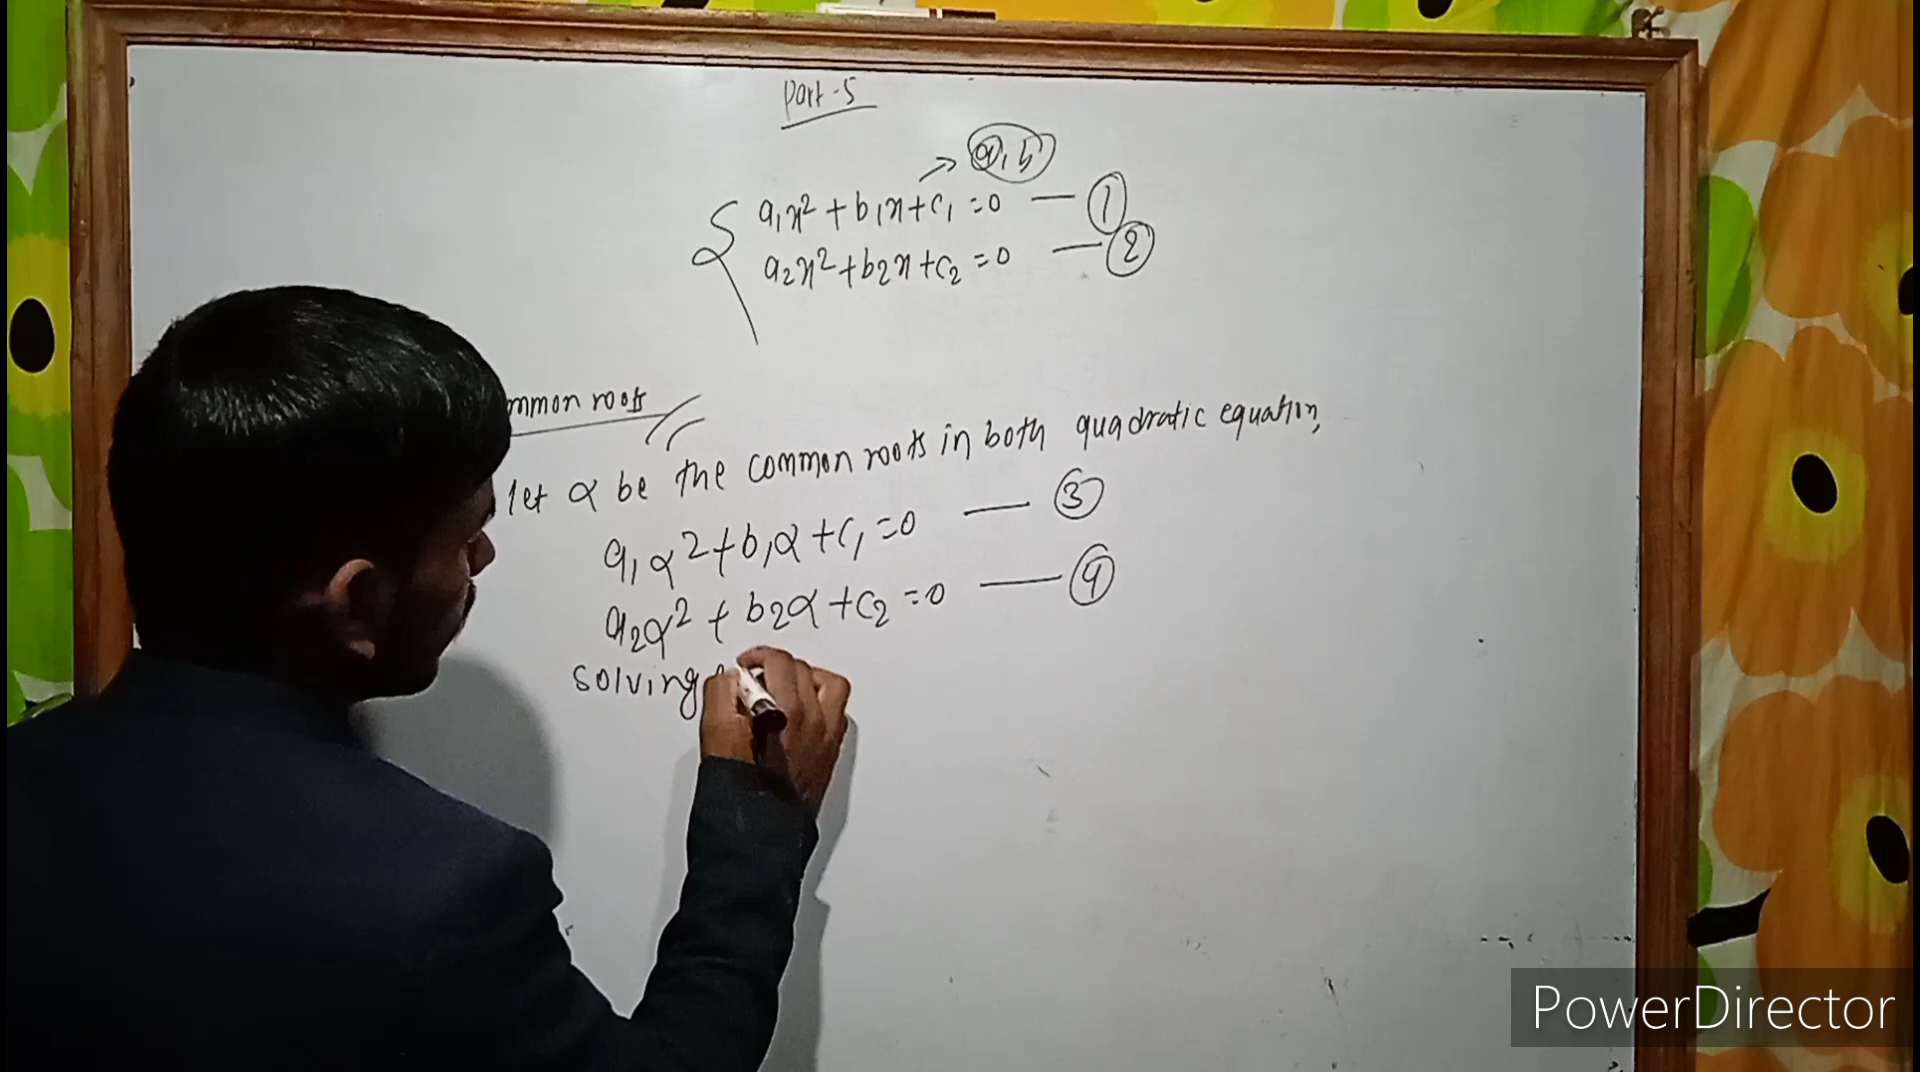 Part-5
α, b
a₁x²+b₁x+c₁=0 — ①
a₂x²+b₂x+c₂=0 — ②
mmon roots
let α be the common roots in both quadratic equation,
a₁α²+b₁α+c₁=0 — ③
a₂α²+b₂α+c₂=0 — ④
solving
PowerDirector